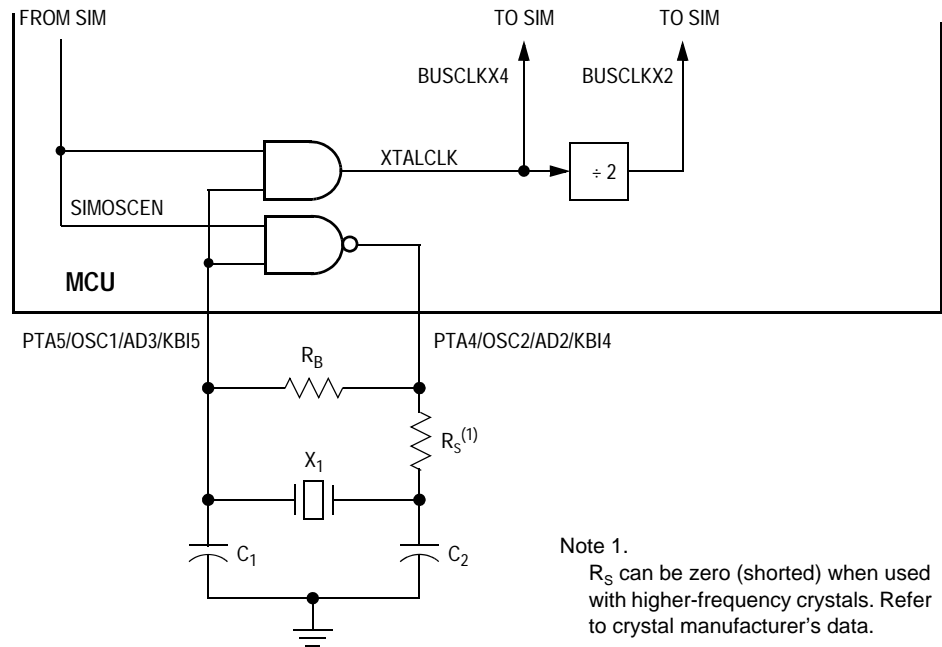 FROM SIM
TO SIM
TO SIM
BUSCLKX4
BUSCLKX2
XTALCLK
÷ 2
SIMOSCEN
MCU
PTA5/OSC1/AD3/KBI5
PTA4/OSC2/AD2/KBI4
RB
RS(1)
X1
C1
C2
Note 1.
RS can be zero (shorted) when used
with higher-frequency crystals. Refer
to crystal manufacturer's data.